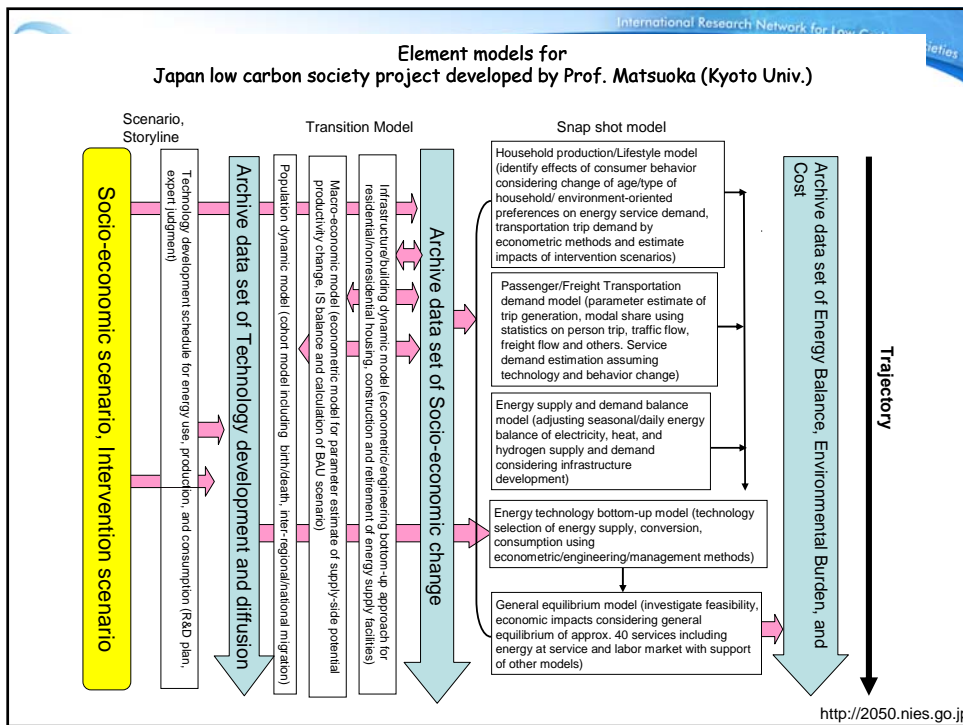 International Research Network for Low
Societies
Element models for
Japan low carbon society project developed by Prof. Matsuoka (Kyoto Univ.)
Scenario,
Storyline
Transition Model
Snap shot model
Socio-economic scenario, Intervention scenario
Technology development schedule for energy use, production, and consumption (R&D plan,
expert judgment)
Archive data set of Technology development and diffusion
Population dynamic model (cohort model including birth/death, inter-regional/national migration)
Macro-economic model (econometric model for parameter estimate of supply-side potential
productivity change, IS balance and calculation of BAU scenario)
Infrastructure/building dynamic model (econometric/engineering bottom-up approach for
residential/nonresidential housing, construction and retirement of energy supply facilities)
Archive data set of Socio-economic change
Household production/Lifestyle model
(identify effects of consumer behavior
considering change of age/type of
household/ environment-oriented
preferences on energy service demand,
transportation trip demand by
econometric methods and estimate
impacts of intervention scenarios)
Passenger/Freight Transportation
demand model (parameter estimate of
trip generation, modal share using
statistics on person trip, traffic flow,
freight flow and others. Service
demand estimation assuming
technology and behavior change)
Energy supply and demand balance
model (adjusting seasonal/daily energy
balance of electricity, heat, and
hydrogen supply and demand
considering infrastructure
development)
Energy technology bottom-up model (technology
selection of energy supply, conversion,
consumption using
econometric/engineering/management methods)
General equilibrium model (investigate feasibility,
economic impacts considering general
equilibrium of approx. 40 services including
energy at service and labor market with support
of other models)
Archive data set of Energy Balance, Environmental Burden, and
Cost
Trajectory
http://2050.nies.go.jp